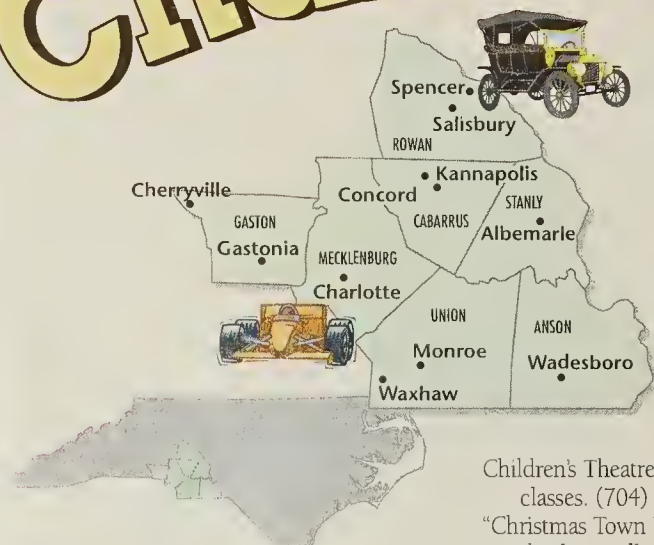 Spencer
Salisbury
ROWAN
Cherryville
Kannapolis
Concord
STANLY
GASTON
CABARRUS
Albemarle
Gastonia
MECKLENBURG
Charlotte
UNION
ANSON
Monroe
Wadesboro
Waxhaw
Children's Theatre
classes. (704)
"Christmas Town